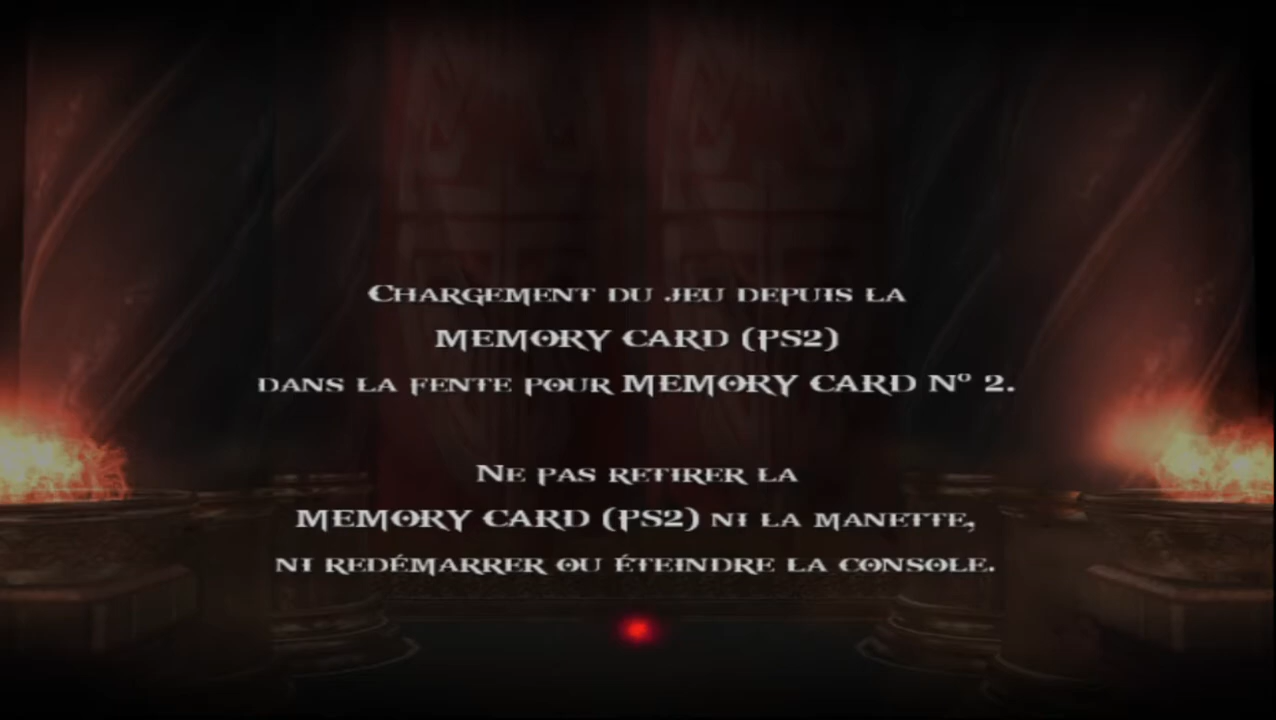 Chargement du jeu depuis la
MEMORY CARD (PS2)
dans la fente pour MEMORY CARD Nº 2.
Ne pas retirer la
MEMORY CARD (PS2) ni la manette,
ni redémarrer ou éteindre la console.